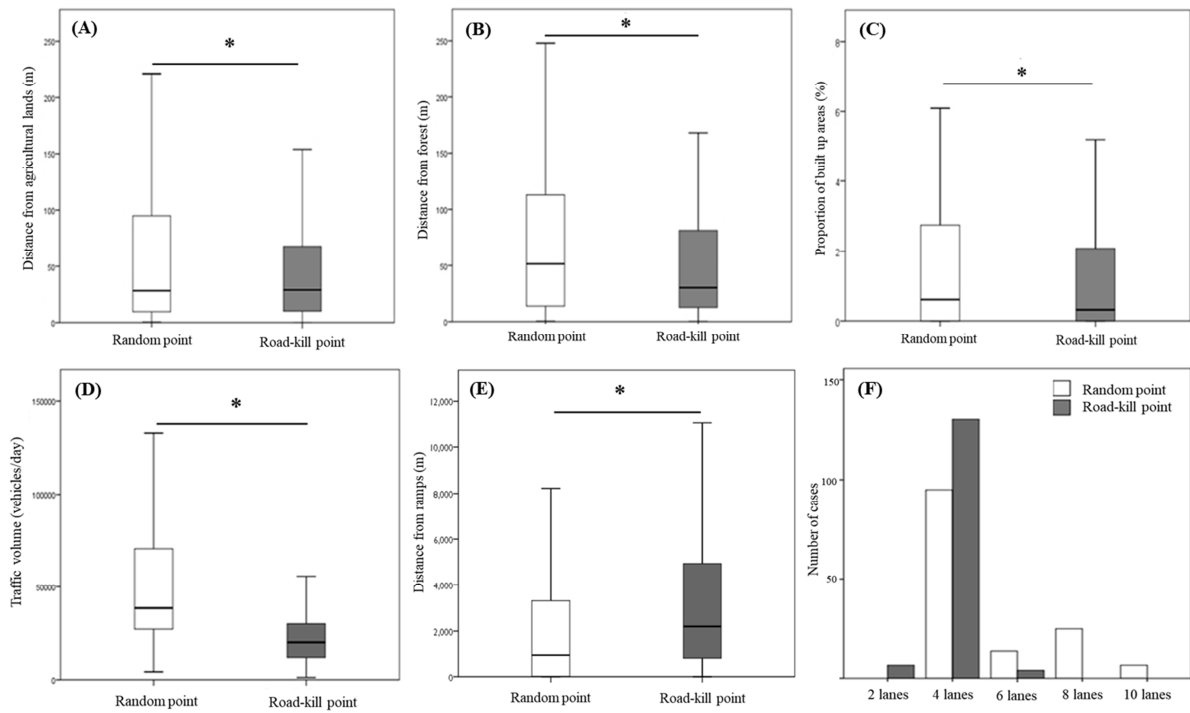 (A)
*
Distance from agricultural lands (m)
250
200
150
100
50
0
Random point
Road-kill point
(B)
*
Distance from forest (m)
250
200
150
100
50
0
Random point
Road-kill point
(C)
*
Proportion of built up areas (%)
8
6
4
2
0
Random point
Road-kill point
(D)
*
Traffic volume (vehicles/day)
150000
100000
50000
0
Random point
Road-kill point
(E)
*
Distance from ramps (m)
12,000
10,000
8,000
6,000
4,000
2,000
0
Random point
Road-kill point
(F)
Random point
Road-kill point
Number of cases
150
100
50
2 lanes
4 lanes
6 lanes
8 lanes
10 lanes